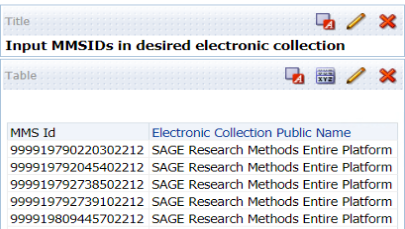 Title
Input MMSIDs in desired electronic collection
Table
XYZ
MMS Id Electronic Collection Public Name
999919790220302212 SAGE Research Methods Entire Platform
999919792045402212 SAGE Research Methods Entire Platform
999919792738502212 SAGE Research Methods Entire Platform
999919792739102212 SAGE Research Methods Entire Platform
999919809445702212 SAGE Research Methods Entire Platform